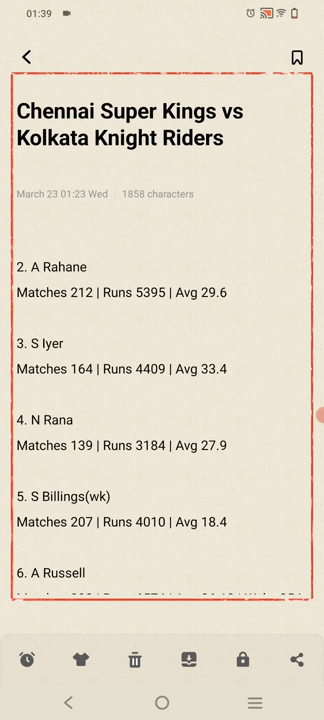 01:39
Chennai Super Kings vs
Kolkata Knight Riders
March 23 01:23 Wed | 1858 characters
2. A Rahane
Matches 212 | Runs 5395 | Avg 29.6
3. S Iyer
Matches 164 | Runs 4409 | Avg 33.4
4. N Rana
Matches 139 | Runs 3184 | Avg 27.9
5. S Billings(wk)
Matches 207 | Runs 4010 | Avg 18.4
6. A Russell